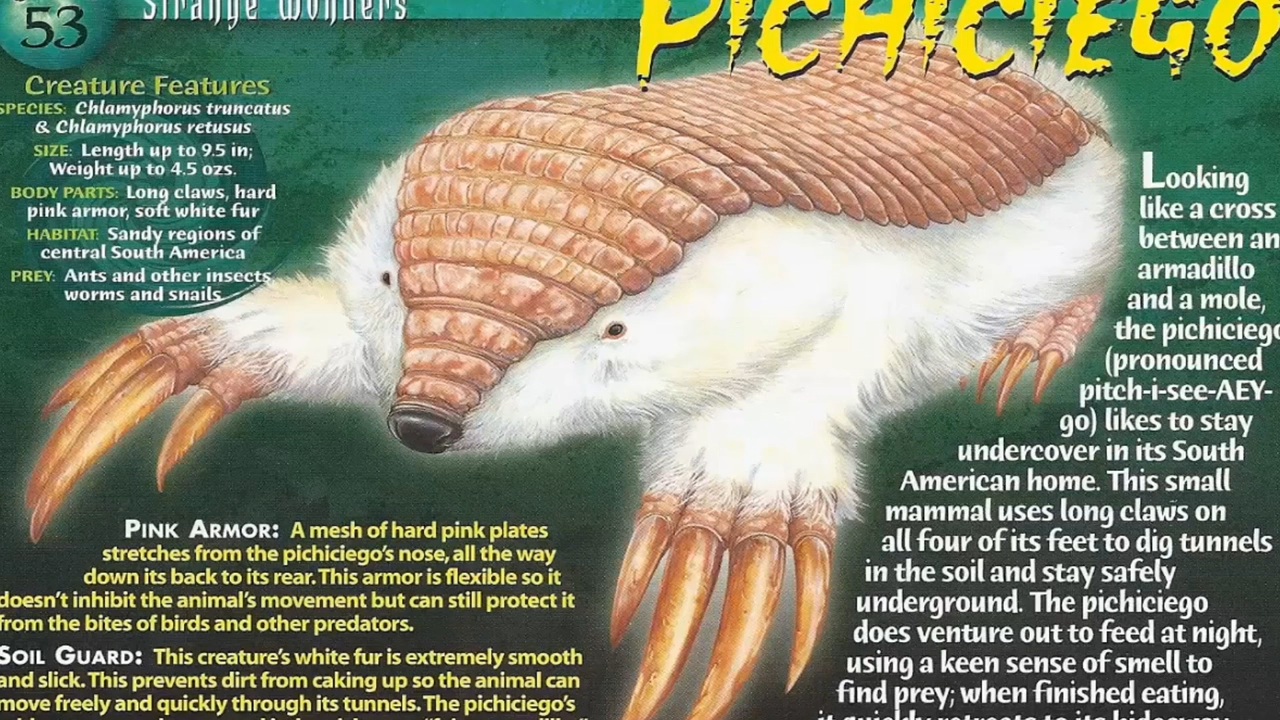 53
Strange Wonders
PICHICIEGO
Creature Features
SPECIES: Chlamyphorus truncatus
& Chlamyphorus retusus
SIZE: Length up to 9.5 in;
Weight up to 4.5 ozs.
BODY PARTS: Long claws, hard
pink armor, soft white fur
HABITAT: Sandy regions of
central South America
PREY: Ants and other insects,
worms and snails
Looking
like a cross
between an
armadillo
and a mole,
the pichiciego
(pronounced
pitch-i-see-AEY-
go) likes to stay
undercover in its South
American home. This small
mammal uses long claws on
all four of its feet to dig tunnels
in the soil and stay safely
underground. The pichiciego
does venture out to feed at night,
using a keen sense of smell to
find prey; when finished eating,
it quickly retreats to its
PINK ARMOR: A mesh of hard pink plates
stretches from the pichiciego's nose, all the way
down its back to its rear. This armor is flexible so it
doesn't inhibit the animal's movement but can still protect it
from the bites of birds and other predators.
SOIL GUARD: This creature's white fur is extremely smooth
and slick. This prevents dirt from caking up so the animal can
move freely and quickly through its tunnels. The pichiciego's